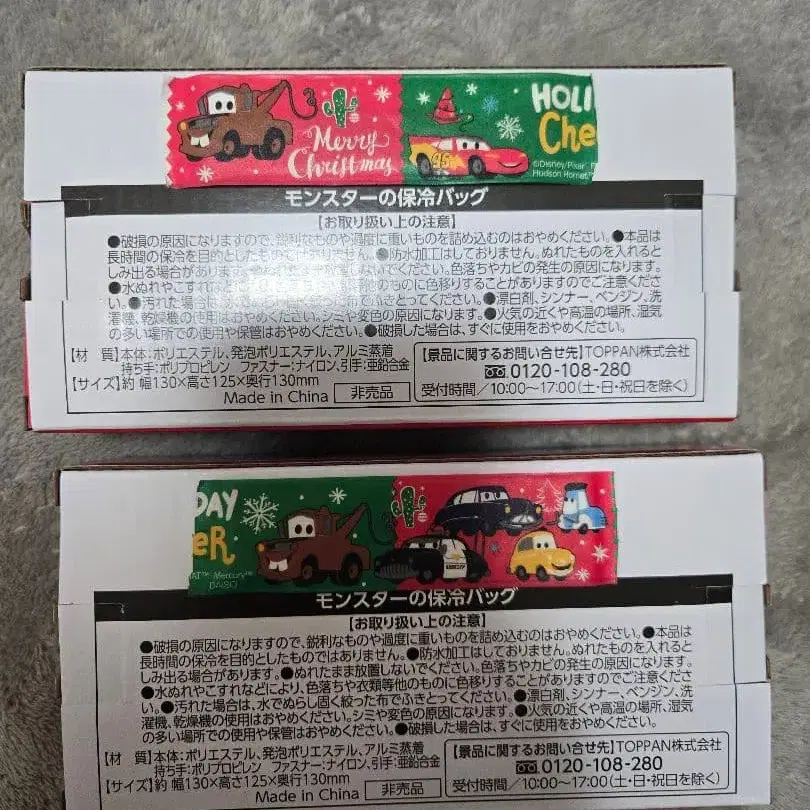 Merry
Christmas
HOLI
Che
©Disney/Pixar
Hudson Hornet™
モンスターの保冷バッグ
【お取り扱い上の注意】
●破損の原因になりますので、鋭利なものや過度に重いものを詰め込むのはおやめください。●本品は
長時間の保冷を目的としたものではありません。●防水加工はしておりません。ぬれたものを入れると
しみ出る場合があります。●ぬれたまま放置しないでください。色落ちやカビの発生の原因になります。
●水ぬれやこすれな 他のものに色移りすることがありますのでご注意くださ
い。●汚れた場合は 布でふきとってください。●漂白剤、シンナー、ベンジン、洗
濯機、乾燥機の使用はおやめください。シミや変色の原因になります。●火気の近くや高温の場所、湿気
の多い場所での使用や保管はおやめください。●破損した場合は、すぐに使用をおやめください。
【材 質】本体:ポリエステル、発泡ポリエステル、アルミ蒸着
持ち手:ポリプロピレン ファスナー:ナイロン、引手:亜鉛合金
【サイズ】約 幅130×高さ125×奥行130mm
Made in China 非売品
【景品に関するお問い合せ先】TOPPAN株式会社
0120-108-280
受付時間/10:00〜17:00(土・日・祝日を除く)
DAY
ER
Mercury™
DAISO
モンスターの保冷バッグ
【お取り扱い上の注意】
●破損の原因になりますので、鋭利なものや過度に重いものを詰め込むのはおやめください。●本品は
長時間の保冷を目的としたものではありません。●防水加工はしておりません。ぬれたものを入れると
しみ出る場合があります。●ぬれたまま放置しないでください。色落ちやカビの発生の原因になります。
●水ぬれやこすれなどにより、色落ちや衣類等他のものに色移りすることがありますのでご注意くださ
い。●汚れた場合は、水でぬらし固く絞った布でふきとってください。●漂白剤、シンナー、ベンジン、洗
濯機、乾燥機の使用はおやめください。シミや変色の原因になります。●火気の近くや高温の場所、湿気
の多い場所での使用や保管はおやめください。●破損した場合は、すぐに使用をおやめください。
【材 質】本体:ポリエステル、発泡ポリエステル、アルミ蒸着
持ち手:ポリプロピレン ファスナー:ナイロン、引手:亜鉛合金
【サイズ】約 幅130×高さ125×奥行130mm
Made in China 非売品
【景品に関するお問い合せ先】TOPPAN株式会社
0120-108-280
受付時間/10:00〜17:00(土・日・祝日を除く)